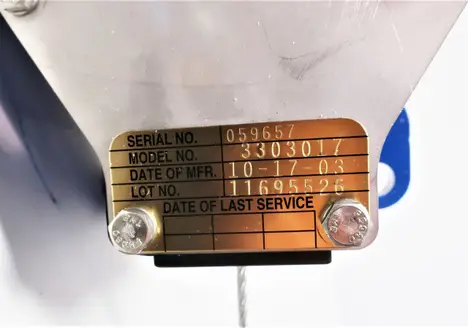 SERIAL NO. 059657
MODEL NO. 3303017
DATE OF MFR. 10-17-03
LOT NO. 11695526
DATE OF LAST SERVICE